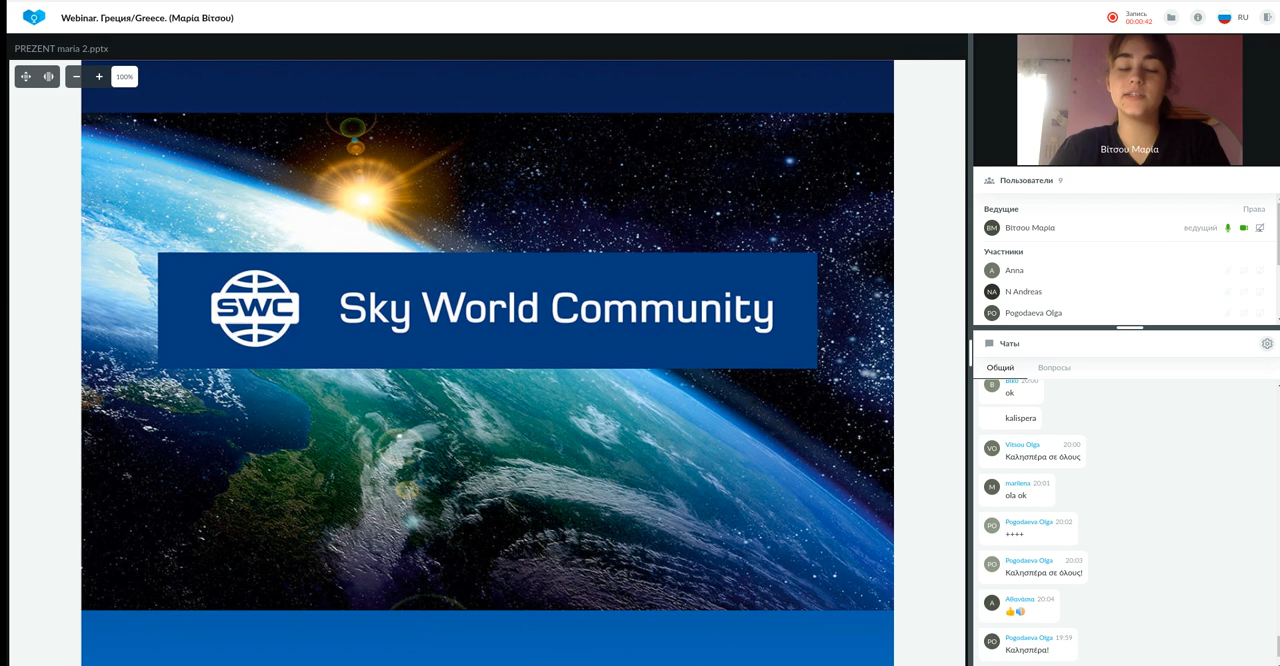 Webinar. Греция/Greece. (Μαρία Βίτσου)
Запись
00:00:42
RU
PREZENT maria 2.pptx
100%
SWC
Sky World Community
Βίτσου Μαρία
Пользователи 9
Ведущие Права
ΒΜ Βίτσου Μαρία ведущий
Участники
A Anna
NA N Andreas
PO Pogodaeva Olga
Чаты
Общий Вопросы
B 20:00
ok
kalispera
VO Vitsou Olga 20:00
Καλησπέρα σε όλους
M marilena 20:01
ola ok
PO Pogodaeva Olga 20:02
++++
PO Pogodaeva Olga 20:03
Καλησπέρα σε όλους!
Α Αθανάσια 20:04
👍
PO Pogodaeva Olga 19:59
Καλησπέρα!